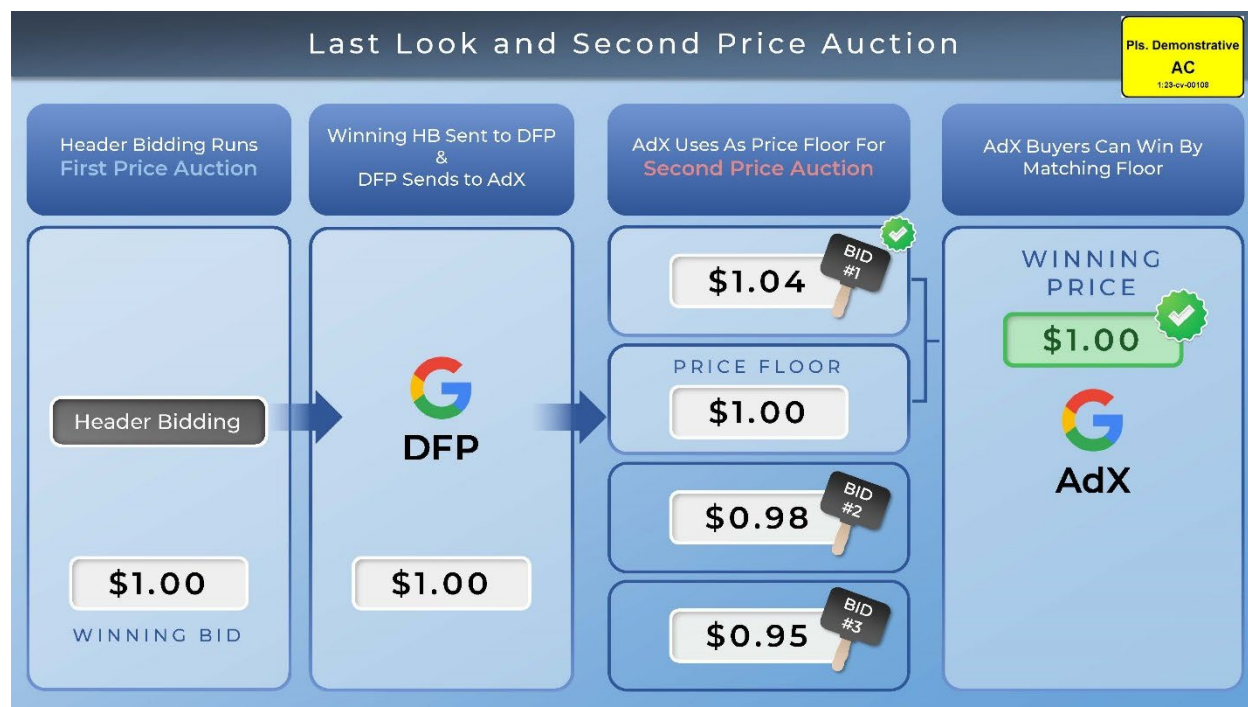 Last Look and Second Price Auction
Pls. Demonstrative
AC
1:23-cv-00108
Header Bidding Runs
First Price Auction
Winning HB Sent to DFP
&
DFP Sends to AdX
AdX Uses As Price Floor For
Second Price Auction
AdX Buyers Can Win By
Matching Floor
Header Bidding
$1.00
WINNING BID
DFP
$1.00
$1.04
BID
#1
PRICE FLOOR
$1.00
$0.98
BID
#2
$0.95
BID
#3
WINNING
PRICE
$1.00
AdX